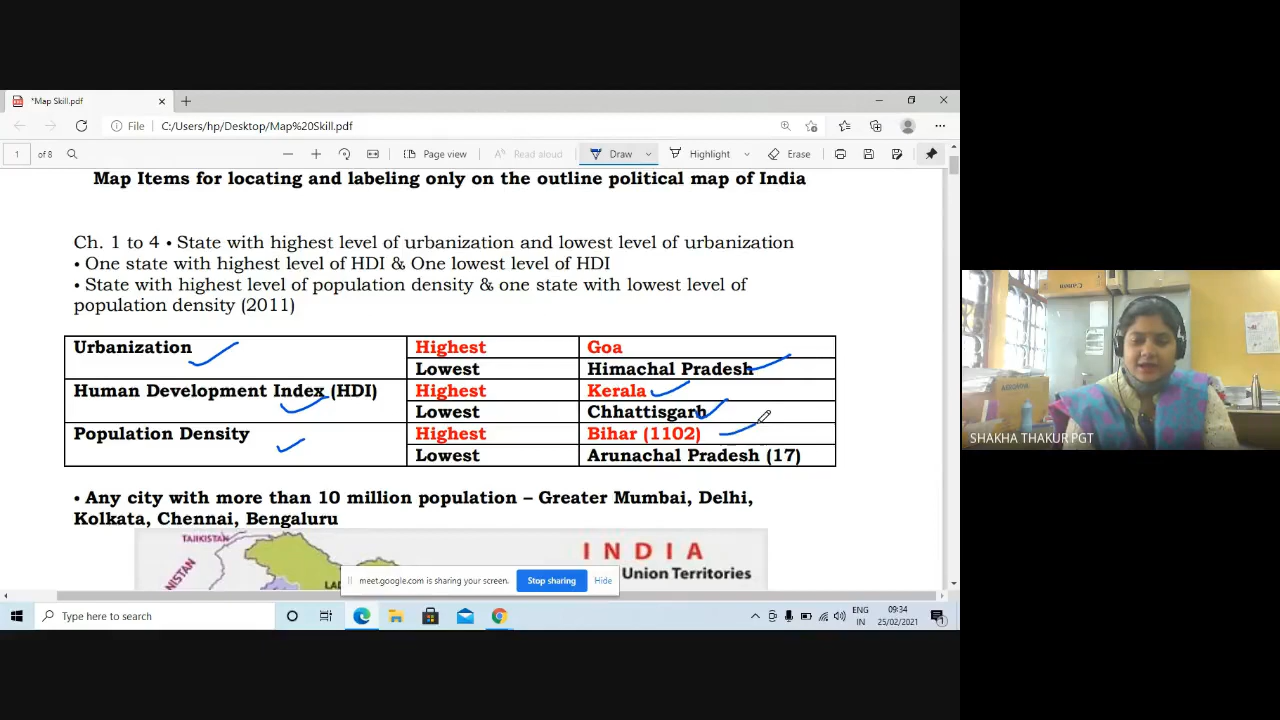 *Map Skill.pdf
File
C:/Users/hp/Desktop/Map%20Skill.pdf
1 of 8
Page view
Read aloud
Draw
Highlight
Erase
Map Items for locating and labeling only on the outline political map of India
Ch. 1 to 4 • State with highest level of urbanization and lowest level of urbanization
• One state with highest level of HDI & One lowest level of HDI
• State with highest level of population density & one state with lowest level of
population density (2011)
Urbanization Highest Goa
Lowest Himachal Pradesh
Human Development Index (HDI) Highest Kerala
Lowest Chhattisgarh
Population Density Highest Bihar (1102)
Lowest Arunachal Pradesh (17)
• Any city with more than 10 million population – Greater Mumbai, Delhi,
Kolkata, Chennai, Bengaluru
TAJIKISTAN
INDIA
NISTAN
LAD
Union Territories
meet.google.com is sharing your screen.
Stop sharing
Hide
Type here to search
ENG
IN
09:34
25/02/2021
1
SHAKHA THAKUR PGT